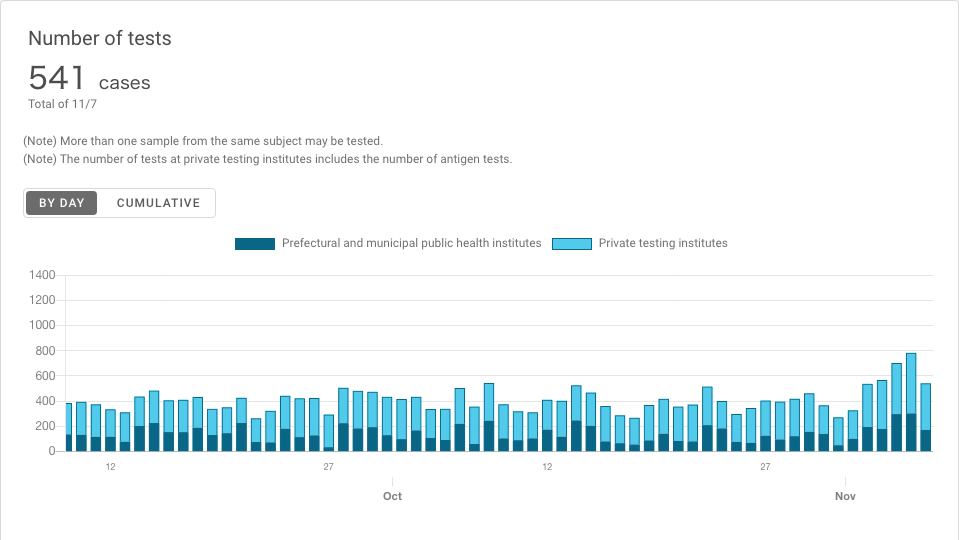 Number of tests
541 cases
Total of 11/7
(Note) More than one sample from the same subject may be tested.
(Note) The number of tests at private testing institutes includes the number of antigen tests.
BY DAY CUMULATIVE
Prefectural and municipal public health institutes Private testing institutes
1400
1200
1000
800
600
400
200
0
12 27 12 27
Oct Nov